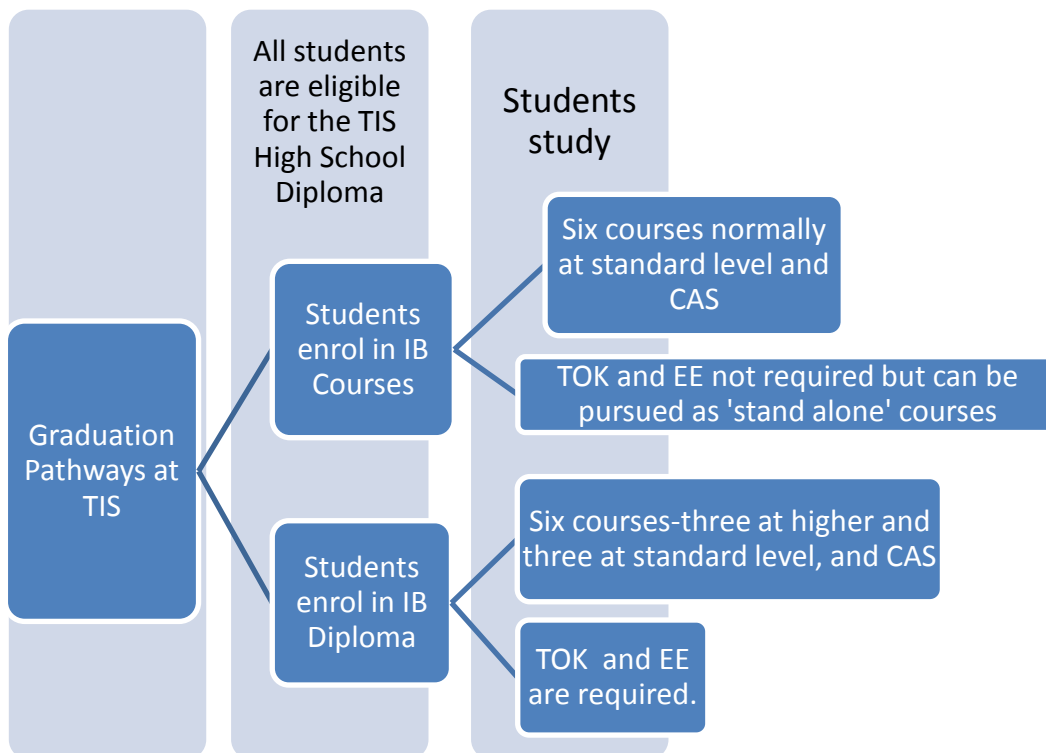 All students
are eligible
for the TIS
High School
Diploma
Students
study
Graduation
Pathways at
TIS
Students
enrol in IB
Courses
Six courses normally
at standard level and
CAS
TOK and EE not required but can be
pursued as 'stand alone' courses
Students
enrol in IB
Diploma
Six courses-three at higher and
three at standard level, and CAS
TOK  and EE
are required.